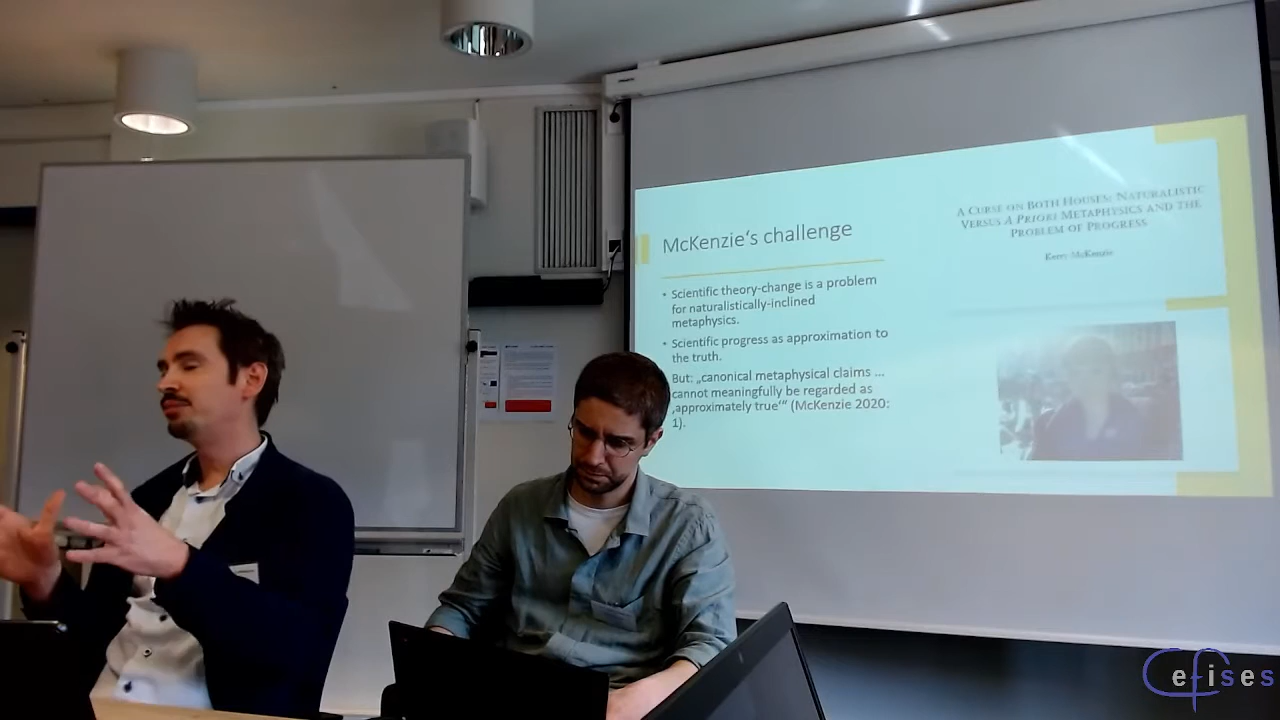 McKenzie‘s challenge
• Scientific theory-change is a problem
for naturalistically-inclined
metaphysics.
• Scientific progress as approximation to
the truth.
But: „canonical metaphysical claims ...
cannot meaningfully be regarded as
‚approximately true‘“ (McKenzie 2020:
1).
A CURSE ON BOTH HOUSES: NATURALISTIC
VERSUS A PRIORI METAPHYSICS AND THE
PROBLEM OF PROGRESS
Kerry McKenzie
Cefises